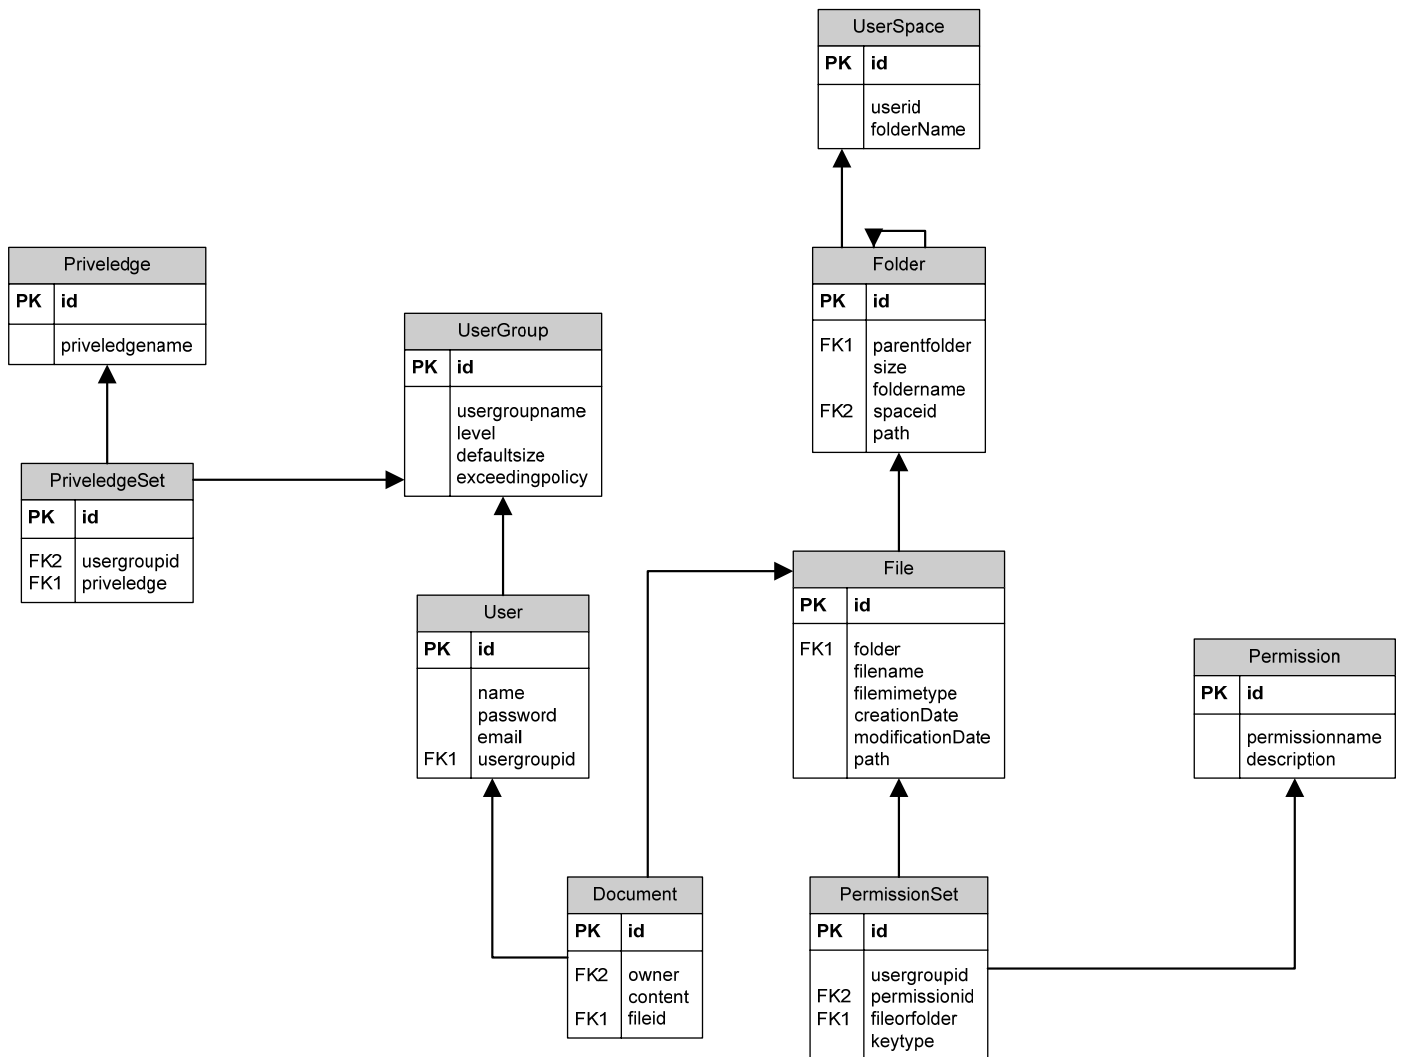 UserSpace
PK id
userid
folderName
Priveledge
PK id
priveledgename
UserGroup
PK id
usergroupname
level
defaultsize
exceedingpolicy
Folder
PK id
FK1 parentfolder
size
foldername
FK2 spaceid
path
PriveledgeSet
PK id
FK2 usergroupid
FK1 priveledge
User
PK id
name
password
email
FK1 usergroupid
File
PK id
FK1 folder
filename
filemimetype
creationDate
modificationDate
path
Permission
PK id
permissionname
description
Document
PK id
FK2 owner
content
FK1 fileid
PermissionSet
PK id
usergroupid
FK2 permissionid
FK1 fileorfolder
keytype